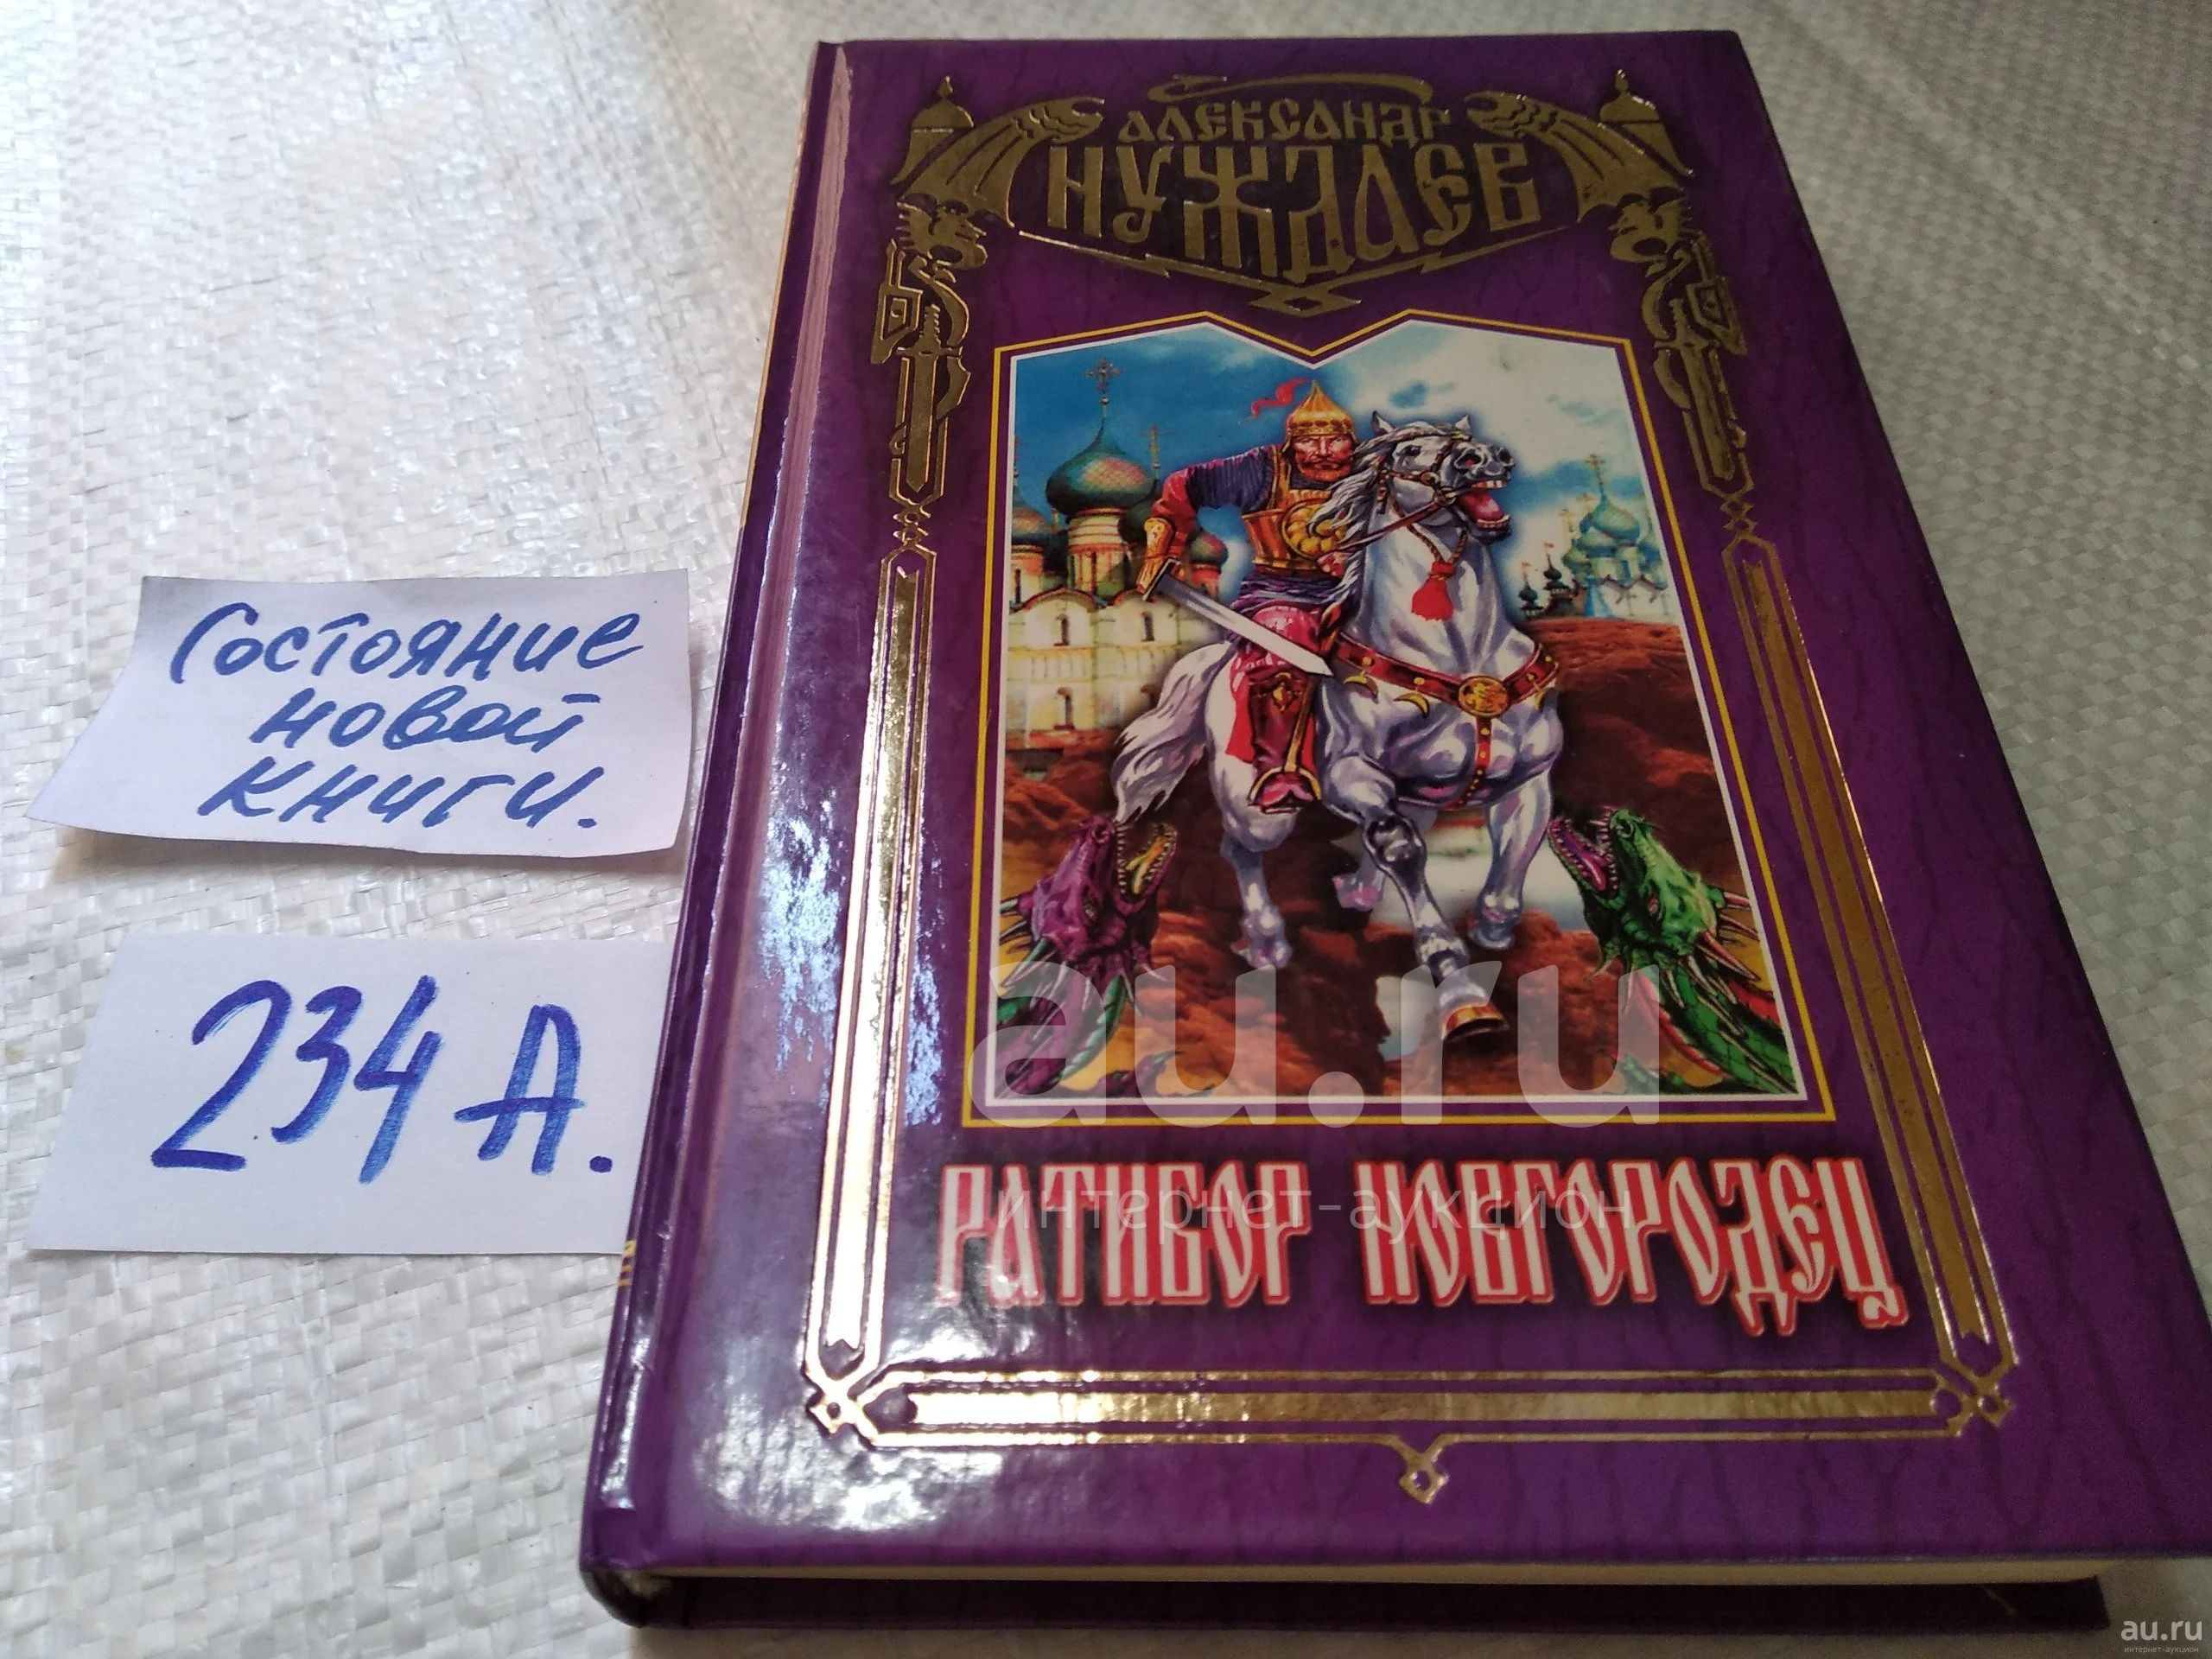 АЛЕКСАНДР
НУЖДАЕВ
Состояние
новой
книги.
234 А.
au.ru
РАТИБОР НОВГОРОДЕЦ
интернет-аукцион
au.ru
интернет-аукцион